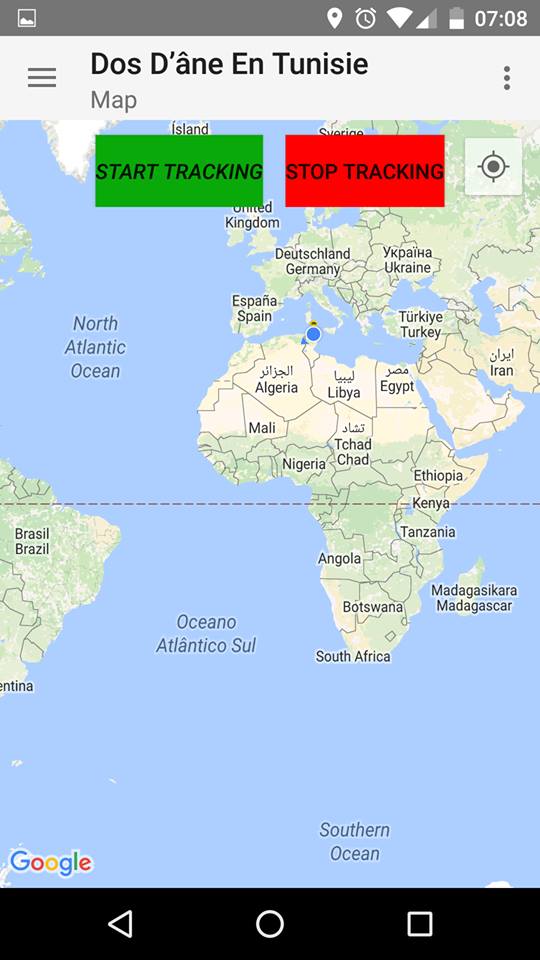 07:08
Dos D’âne En Tunisie
Map
Ísland
Sverige
START TRACKING
STOP TRACKING
United
Kingdom
Deutschland
Germany
Україна
Ukraine
North
Atlantic
Ocean
España
Spain
Türkiye
Turkey
ایران
Iran
الجزائر
Algeria
ليبيا
Libya
مصر
Egypt
Mali
تشاد
Tchad
Chad
Nigeria
Ethiopia
Kenya
Brasil
Brazil
Tanzania
Angola
Madagasikara
Madagascar
Botswana
Oceano
Atlântico Sul
South Africa
entina
Southern
Ocean
Google